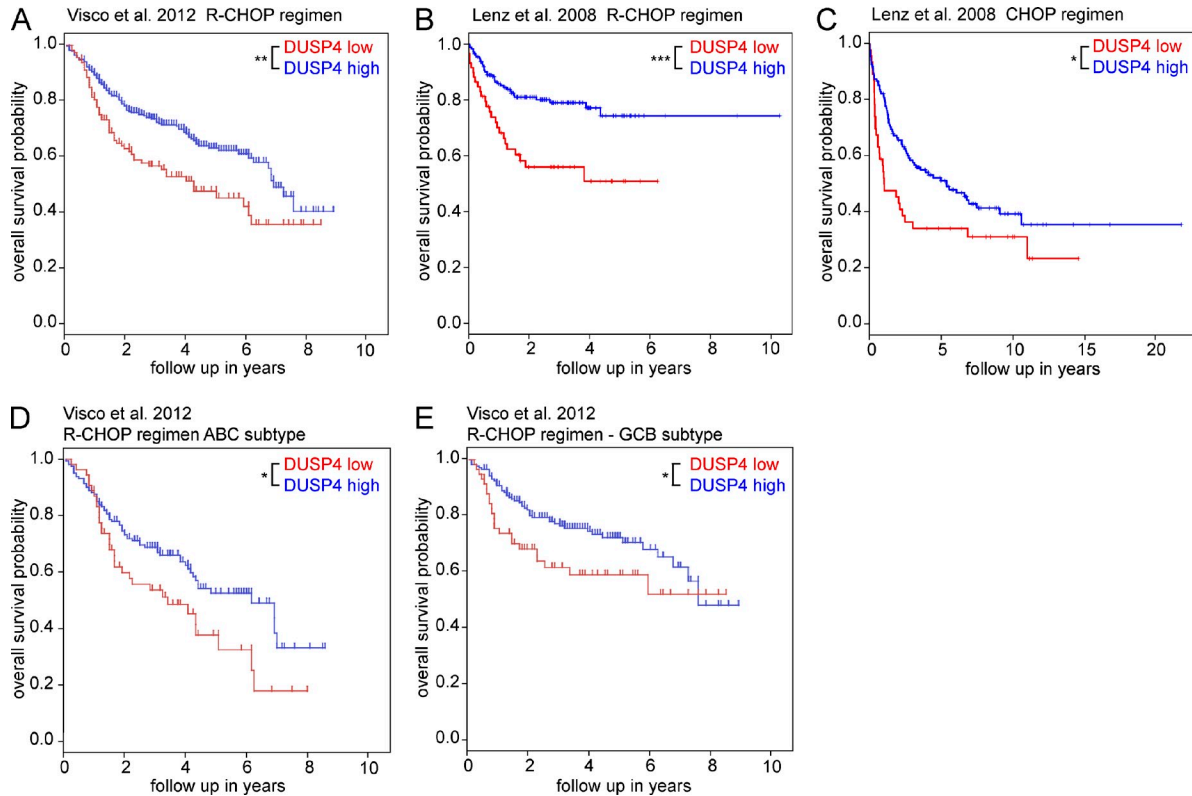 A
Visco et al. 2012 R-CHOP regimen
overall survival probability
1.0
0.8
0.6
0.4
0.2
0.0
** DUSP4 low
DUSP4 high
0 2 4 6 8 10
follow up in years
B
Lenz et al. 2008 R-CHOP regimen
overall survival probability
1.0
0.8
0.6
0.4
0.2
0.0
*** DUSP4 low
DUSP4 high
0 2 4 6 8 10
follow up in years
C
Lenz et al. 2008 CHOP regimen
overall survival probability
1.0
0.8
0.6
0.4
0.2
0.0
* DUSP4 low
DUSP4 high
0 5 10 15 20
follow up in years
D
Visco et al. 2012
R-CHOP regimen ABC subtype
overall survival probability
1.0
0.8
0.6
0.4
0.2
0.0
* DUSP4 low
DUSP4 high
0 2 4 6 8 10
follow up in years
E
Visco et al. 2012
R-CHOP regimen - GCB subtype
overall survival probability
1.0
0.8
0.6
0.4
0.2
0.0
* DUSP4 low
DUSP4 high
0 2 4 6 8 10
follow up in years